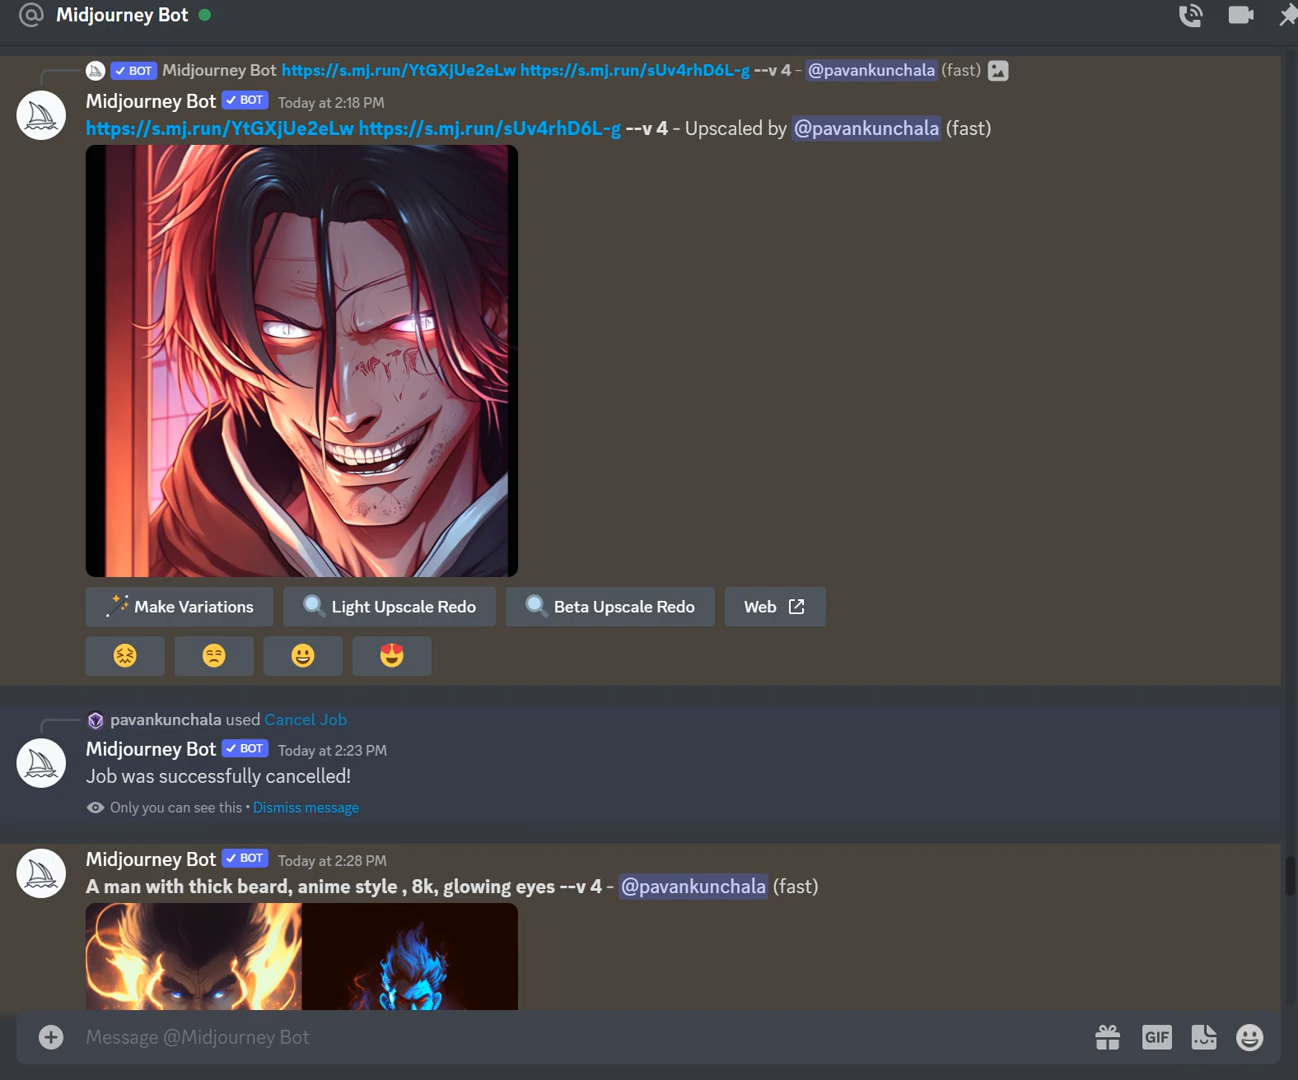 Midjourney Bot
BOT Midjourney Bot https://s.mj.run/YtGXjUe2eLw https://s.mj.run/sUv4rhD6L-g --v 4 - @pavankunchala (fast)
Midjourney Bot BOT Today at 2:18 PM
https://s.mj.run/YtGXjUe2eLw https://s.mj.run/sUv4rhD6L-g --v 4 - Upscaled by @pavankunchala (fast)
Make Variations Light Upscale Redo Beta Upscale Redo Web
pavankunchala used Cancel Job
Midjourney Bot BOT Today at 2:23 PM
Job was successfully cancelled!
Only you can see this • Dismiss message
Midjourney Bot BOT Today at 2:28 PM
A man with thick beard, anime style , 8k, glowing eyes --v 4 - @pavankunchala (fast)
Message @Midjourney Bot GIF